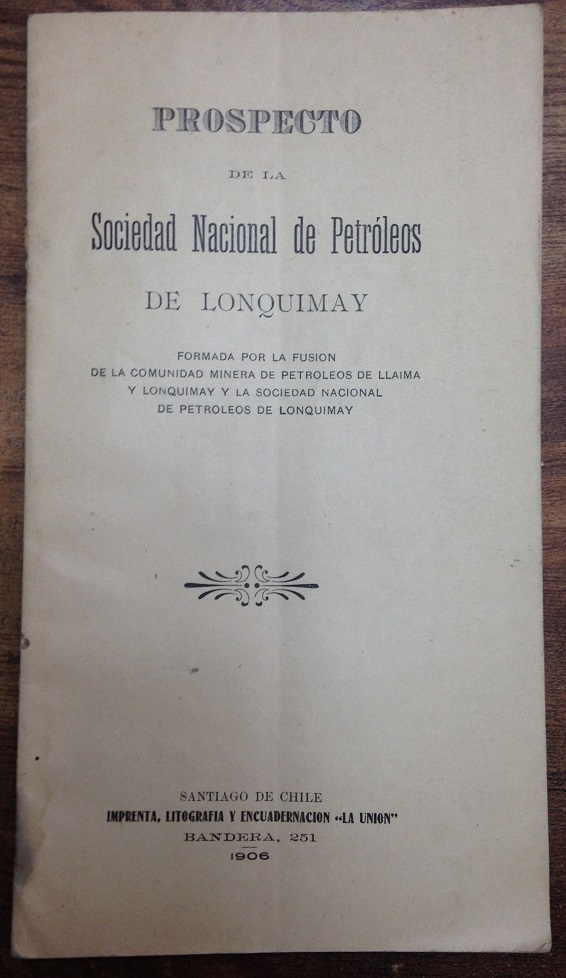 PROSPECTO
DE LA
Sociedad Nacional de Petróleos
DE LONQUIMAY
FORMADA POR LA FUSION
DE LA COMUNIDAD MINERA DE PETROLEOS DE LLAIMA
Y LONQUIMAY Y LA SOCIEDAD NACIONAL
DE PETROLEOS DE LONQUIMAY
SANTIAGO DE CHILE
IMPRENTA, LITOGRAFIA Y ENCUADERNACION “LA UNION”
BANDERA, 251
1906